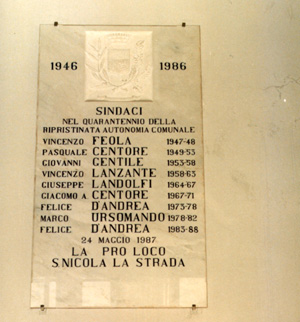 1946 1986
SINDACI
NEL QUARANTENNIO DELLA
RIPRISTINATA AUTONOMIA COMUNALE
VINCENZO FEOLA 1947-48
PASQUALE CENTORE 1949-53
GIOVANNI GENTILE 1953-58
VINCENZO LANZANTE 1958-63
GIUSEPPE LANDOLFI 1964-67
GIACOMO A CENTORE 1967-71
FELICE D'ANDREA 1973-78
MARCO URSOMANDO 1978-82
FELICE D'ANDREA 1983-88
24 MAGGIO 1987
LA PRO LOCO
S.NICOLA LA STRADA